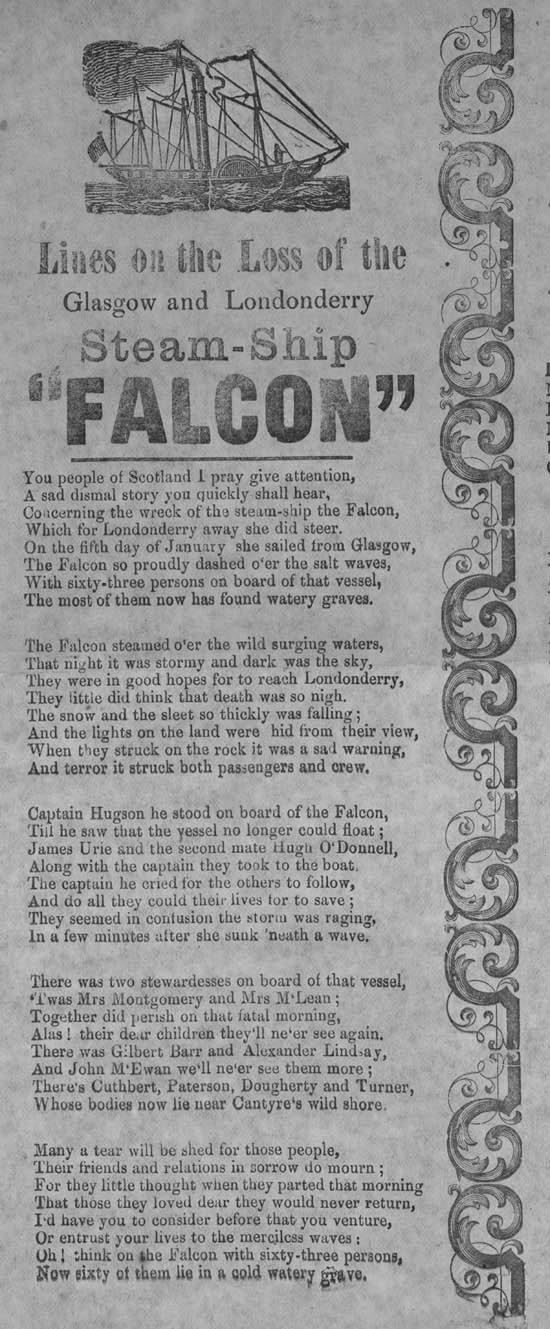 Lines on the Loss of the
Glasgow and Londonderry
Steam-Ship
"FALCON"
You people of Scotland I pray give attention,
A sad dismal story you quickly shall hear,
Concerning the wreck of the steam-ship the Falcon,
Which for Londonderry away she did steer.
On the fifth day of January she sailed from Glasgow,
The Falcon so proudly dashed o'er the salt waves,
With sixty-three persons on board of that vessel,
The most of them now has found watery graves.
The Falcon steamed o'er the wild surging waters,
That night it was stormy and dark was the sky,
They were in good hopes for to reach Londonderry,
They little did think that death was so nigh.
The snow and the sleet so thickly was falling;
And the lights on the land were hid from their view,
When they struck on the rock it was a sad warning,
And terror it struck both passengers and crew.
Captain Hugson he stood on board of the Falcon,
Till he saw that the vessel no longer could float;
James Urie and the second mate Hugh O'Donnell,
Along with the captain they took to the boat.
The captain he cried for the others to follow,
And do all they could their lives for to save;
They seemed in confusion the storm was raging,
In a few minutes after she sunk 'neath a wave.
There was two stewardesses on board of that vessel,
'Twas Mrs Montgomery and Mrs M'Lean;
Together did perish on that fatal morning,
Alas! their dear children they'll ne'er see again.
There was Gilbert Barr and Alexander Lindsay,
And John M'Ewan we'll ne'er see them more;
There's Cuthbert, Paterson, Dougherty and Turner,
Whose bodies now lie near Cantyre's wild shore.
Many a tear will be shed for those people,
Their friends and relations in sorrow do mourn;
For they little thought when they parted that morning
That those they loved dear they would never return,
I'd have you to consider before that you venture,
Or entrust your lives to the merciless waves;
Oh! think on the Falcon with sixty-three persons,
Now sixty of them lie in a cold watery grave.